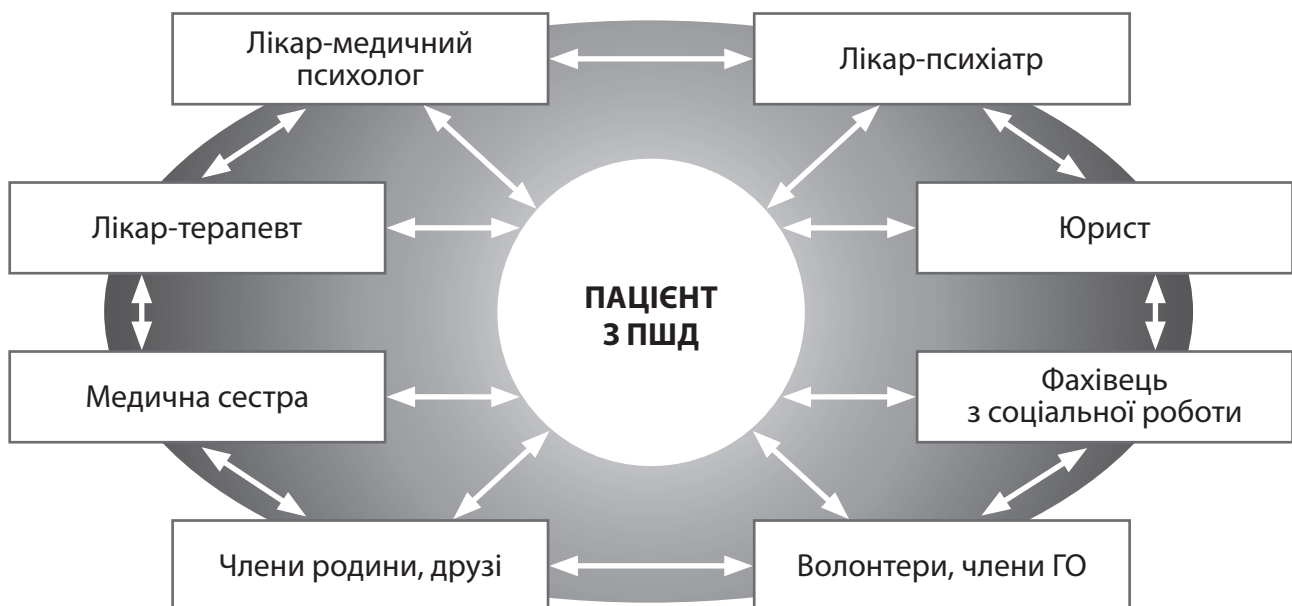 Лікар-медичний
психолог
Лікар-психіатр
Лікар-терапевт
Юрист
ПАЦІЄНТ
З ПШД
Медична сестра
Фахівець
з соціальної роботи
Члени родини, друзі
Волонтери, члени ГО